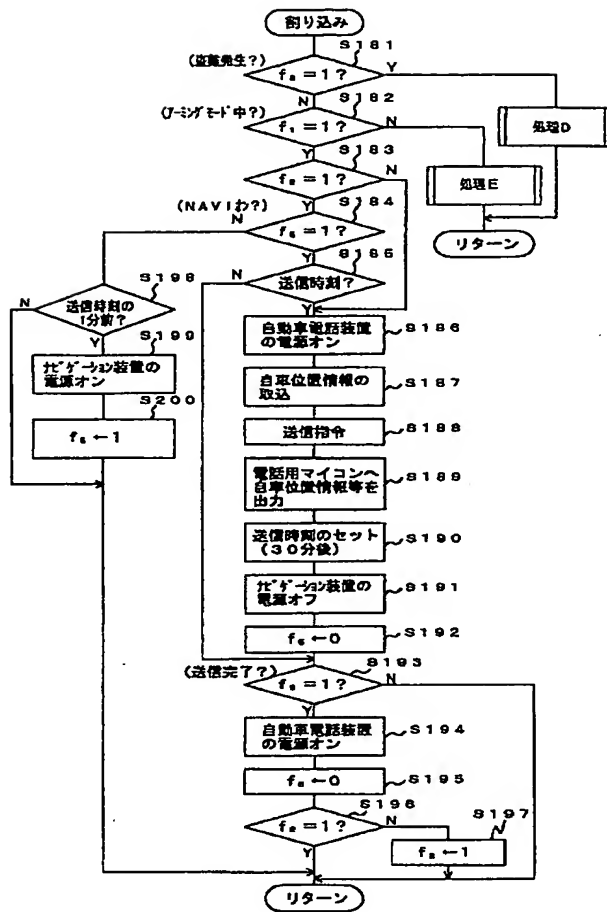 割り込み
S181
(盗難発生?)
=1?
Y
N
S182
(アーミングモード中?)
f₁=1?
N
Y
処理D
S183
=1?
N
Y
処理E
リターン
S184
(NAVIｵﾝ?)
N
=1?
Y
S185
N
送信時刻?
Y
S198
N
送信時刻の
1分前?
Y
S199
ﾅﾋﾞｹﾞｰｼｮﾝ装置の
電源オン
S200
←1
自動車電話装置
の電源オン
S186
自車位置情報の
取込
S187
送信指令
S188
電話用マイコンへ
自車位置情報等を
出力
S189
送信時刻のセット
(30分後)
S190
ﾅﾋﾞｹﾞｰｼｮﾝ装置の
電源オフ
S191
←0
S192
S193
(送信完了?)
=1?
N
Y
自動車電話装置
の電源オン
S194
←0
S195
S196
=1?
N
Y
S197
←1
リターン